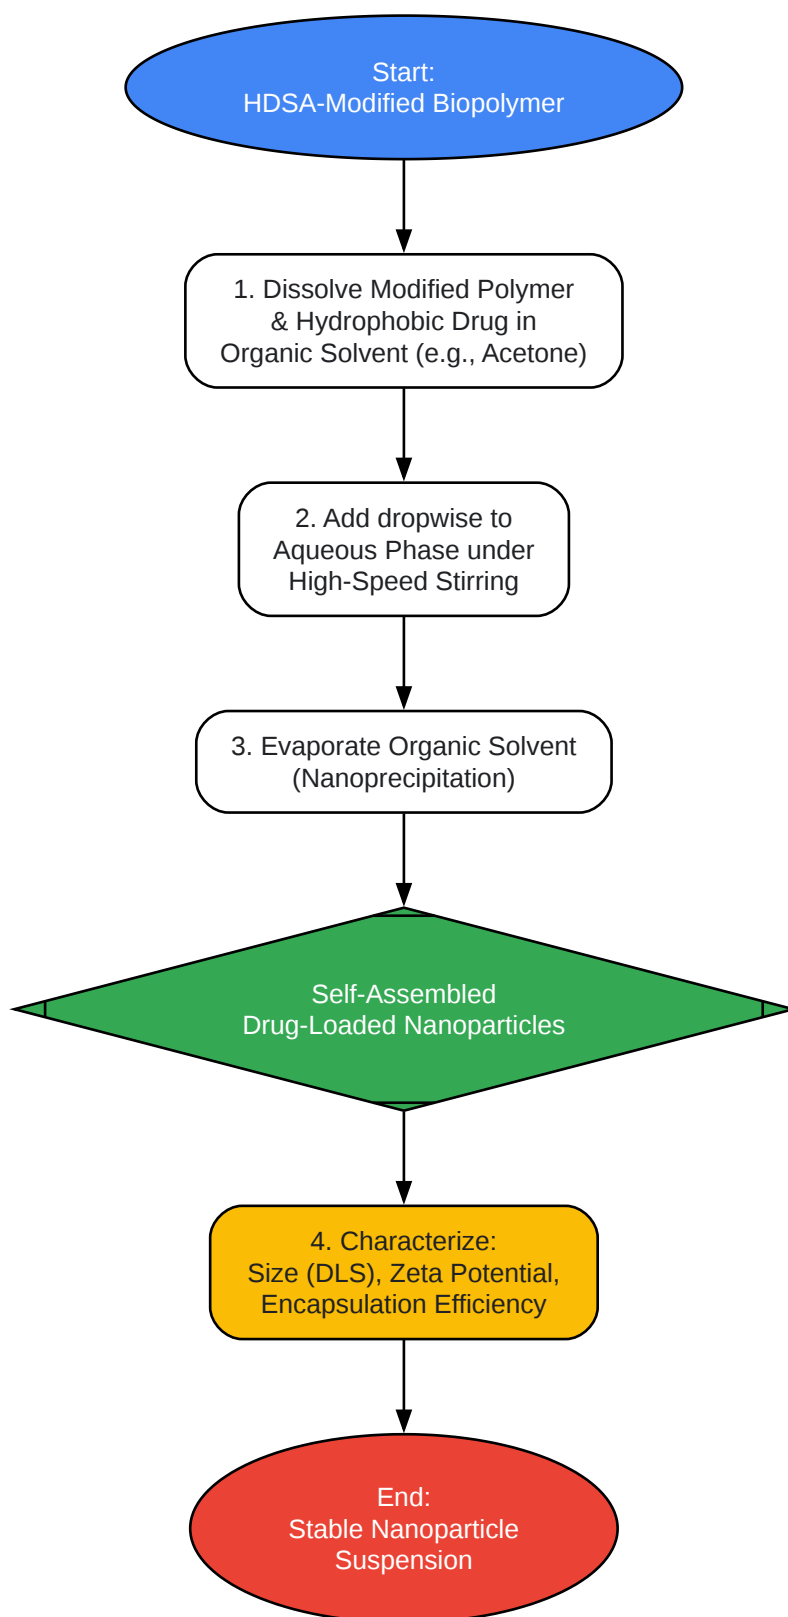 Start:
HDSA-Modified Biopolymer
1. Dissolve Modified Polymer
& Hydrophobic Drug in
Organic Solvent (e.g., Acetone)
2. Add dropwise to
Aqueous Phase under
High-Speed Stirring
3. Evaporate Organic Solvent
(Nanoprecipitation)
Self-Assembled
Drug-Loaded Nanoparticles
4. Characterize:
Size (DLS), Zeta Potential,
Encapsulation Efficiency
End:
Stable Nanoparticle
Suspension